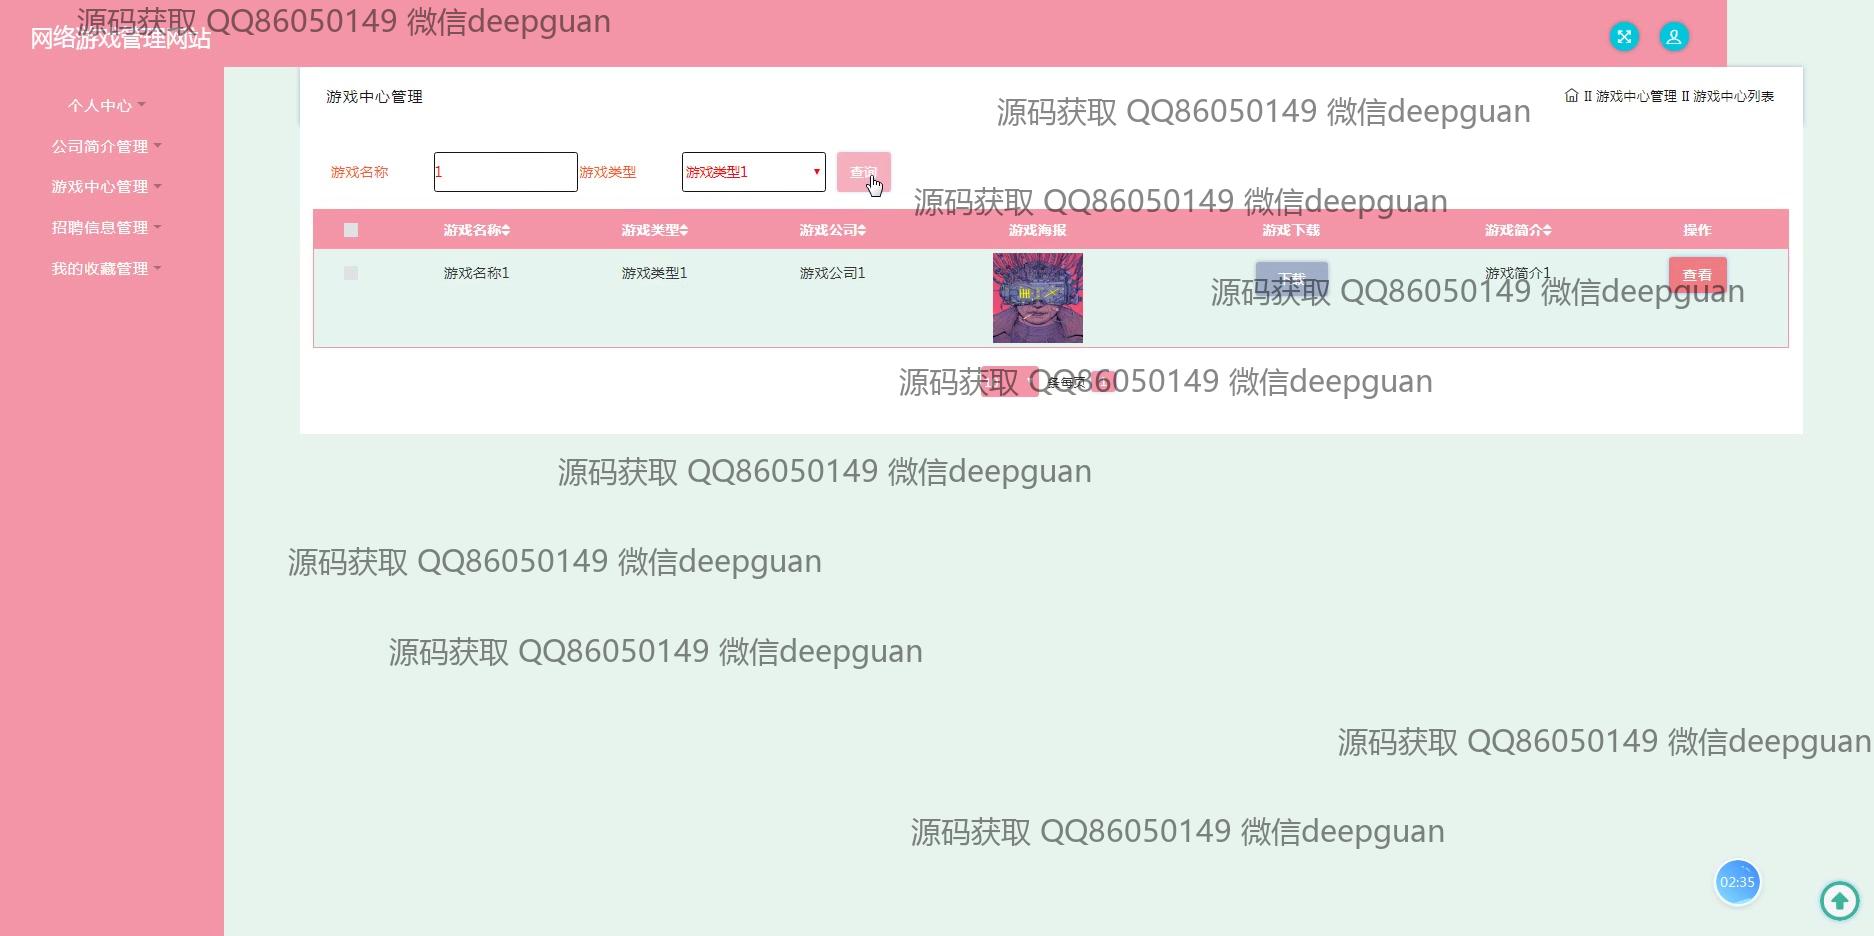 源码获取 QQ86050149 微信deepguan
网络游戏管理网站
个人中心
公司简介管理
游戏中心管理
招聘信息管理
我的收藏管理
游戏中心管理
II 游戏中心管理 II 游戏中心列表
源码获取 QQ86050149 微信deepguan
游戏名称 1 游戏类型 游戏类型1 查询
源码获取 QQ86050149 微信deepguan
游戏名称 游戏类型 游戏公司 游戏海报 游戏下载 游戏简介 操作
游戏名称1 游戏类型1 游戏公司1 下载 游戏简介1 查看
源码获取 QQ86050149 微信deepguan
条每页
源码获取 QQ86050149 微信deepguan
源码获取 QQ86050149 微信deepguan
源码获取 QQ86050149 微信deepguan
源码获取 QQ86050149 微信deepguan
源码获取 QQ86050149 微信deepguan
源码获取 QQ86050149 微信deepguan
02:35